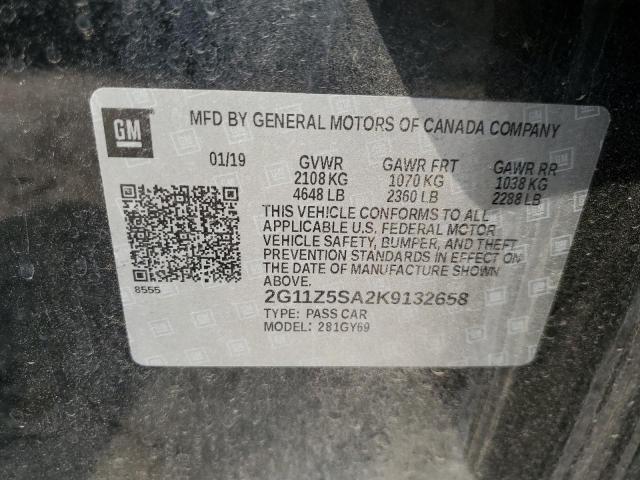 GM
MFD BY GENERAL MOTORS OF CANADA COMPANY
01/19 GVWR GAWR FRT GAWR RR
2108 KG 1070 KG 1038 KG
4648 LB 2360 LB 2288 LB
THIS VEHICLE CONFORMS TO ALL
APPLICABLE U.S. FEDERAL MOTOR
VEHICLE SAFETY, BUMPER, AND THEFT
PREVENTION STANDARDS IN EFFECT ON
THE DATE OF MANUFACTURE SHOWN
ABOVE.
8555
2G11Z5SA2K9132658
TYPE: PASS CAR
MODEL: 281GY69